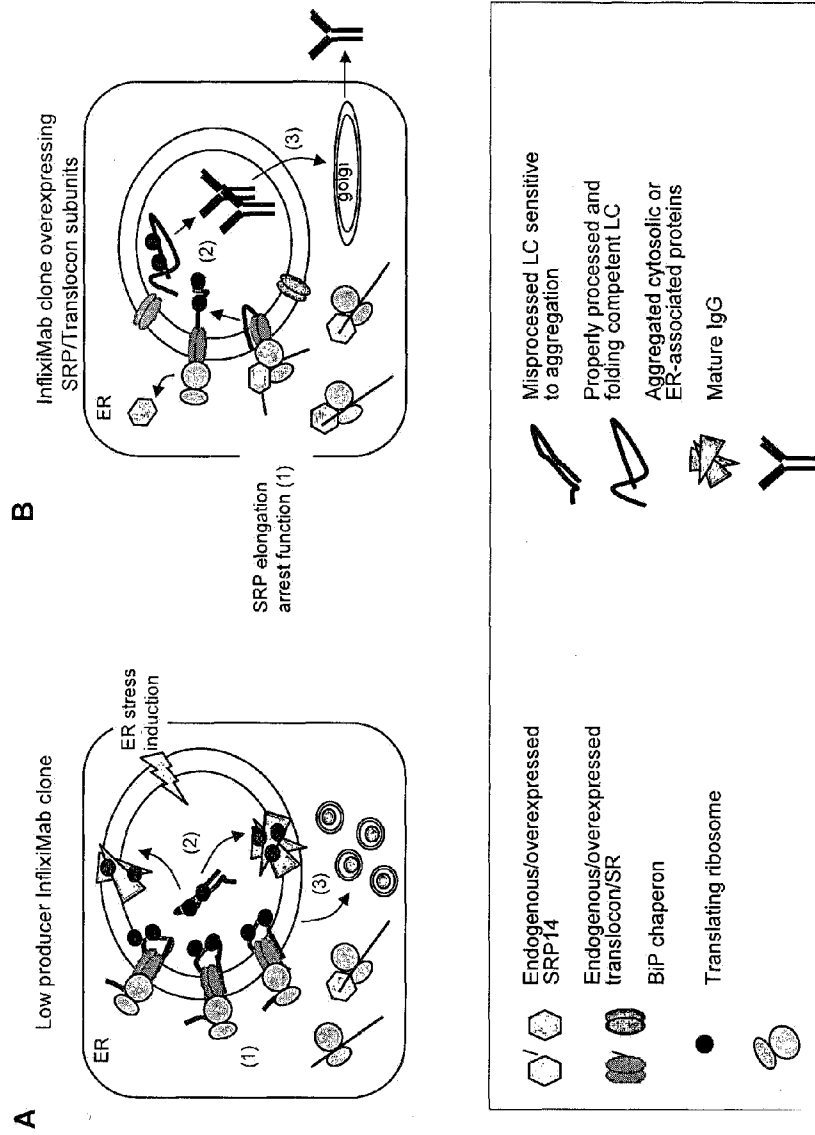 A
Low producer InflixiMab clone
ER
ER stress
induction
(1)
(2)
(3)
B
InflixiMab clone overexpressing
SRP/Translocon subunits
ER
SRP elongation
arrest function (1)
(2)
(3)
golgi
Endogenous/overexpressed
SRP14
Endogenous/overexpressed
translocon/SR
BiP chaperon
Translating ribosome
Misprocessed LC sensitive
to aggregation
Properly processed and
folding competent LC
Aggregated cytosolic or
ER-associated proteins
Mature IgG